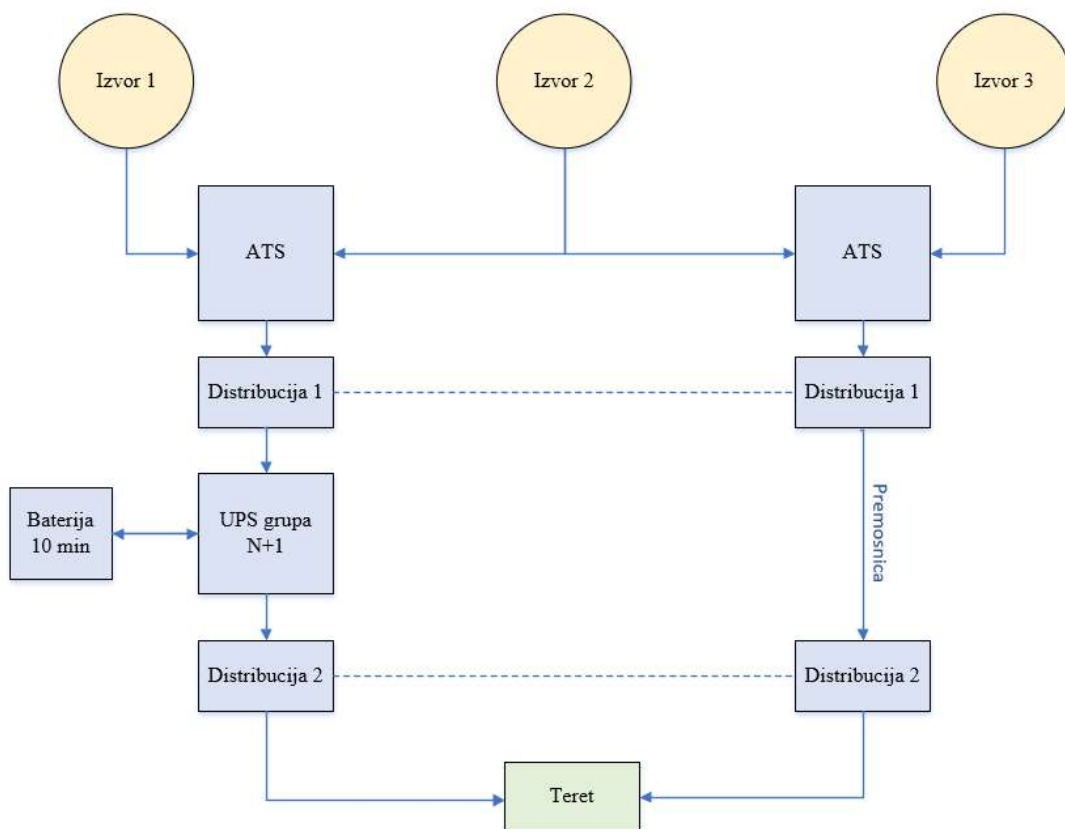 Izvor 1
Izvor 2
Izvor 3
ATS
ATS
Distribucija 1
Distribucija 1
Baterija
10 min
UPS grupa
N+1
Premosnica
Distribucija 2
Distribucija 2
Teret